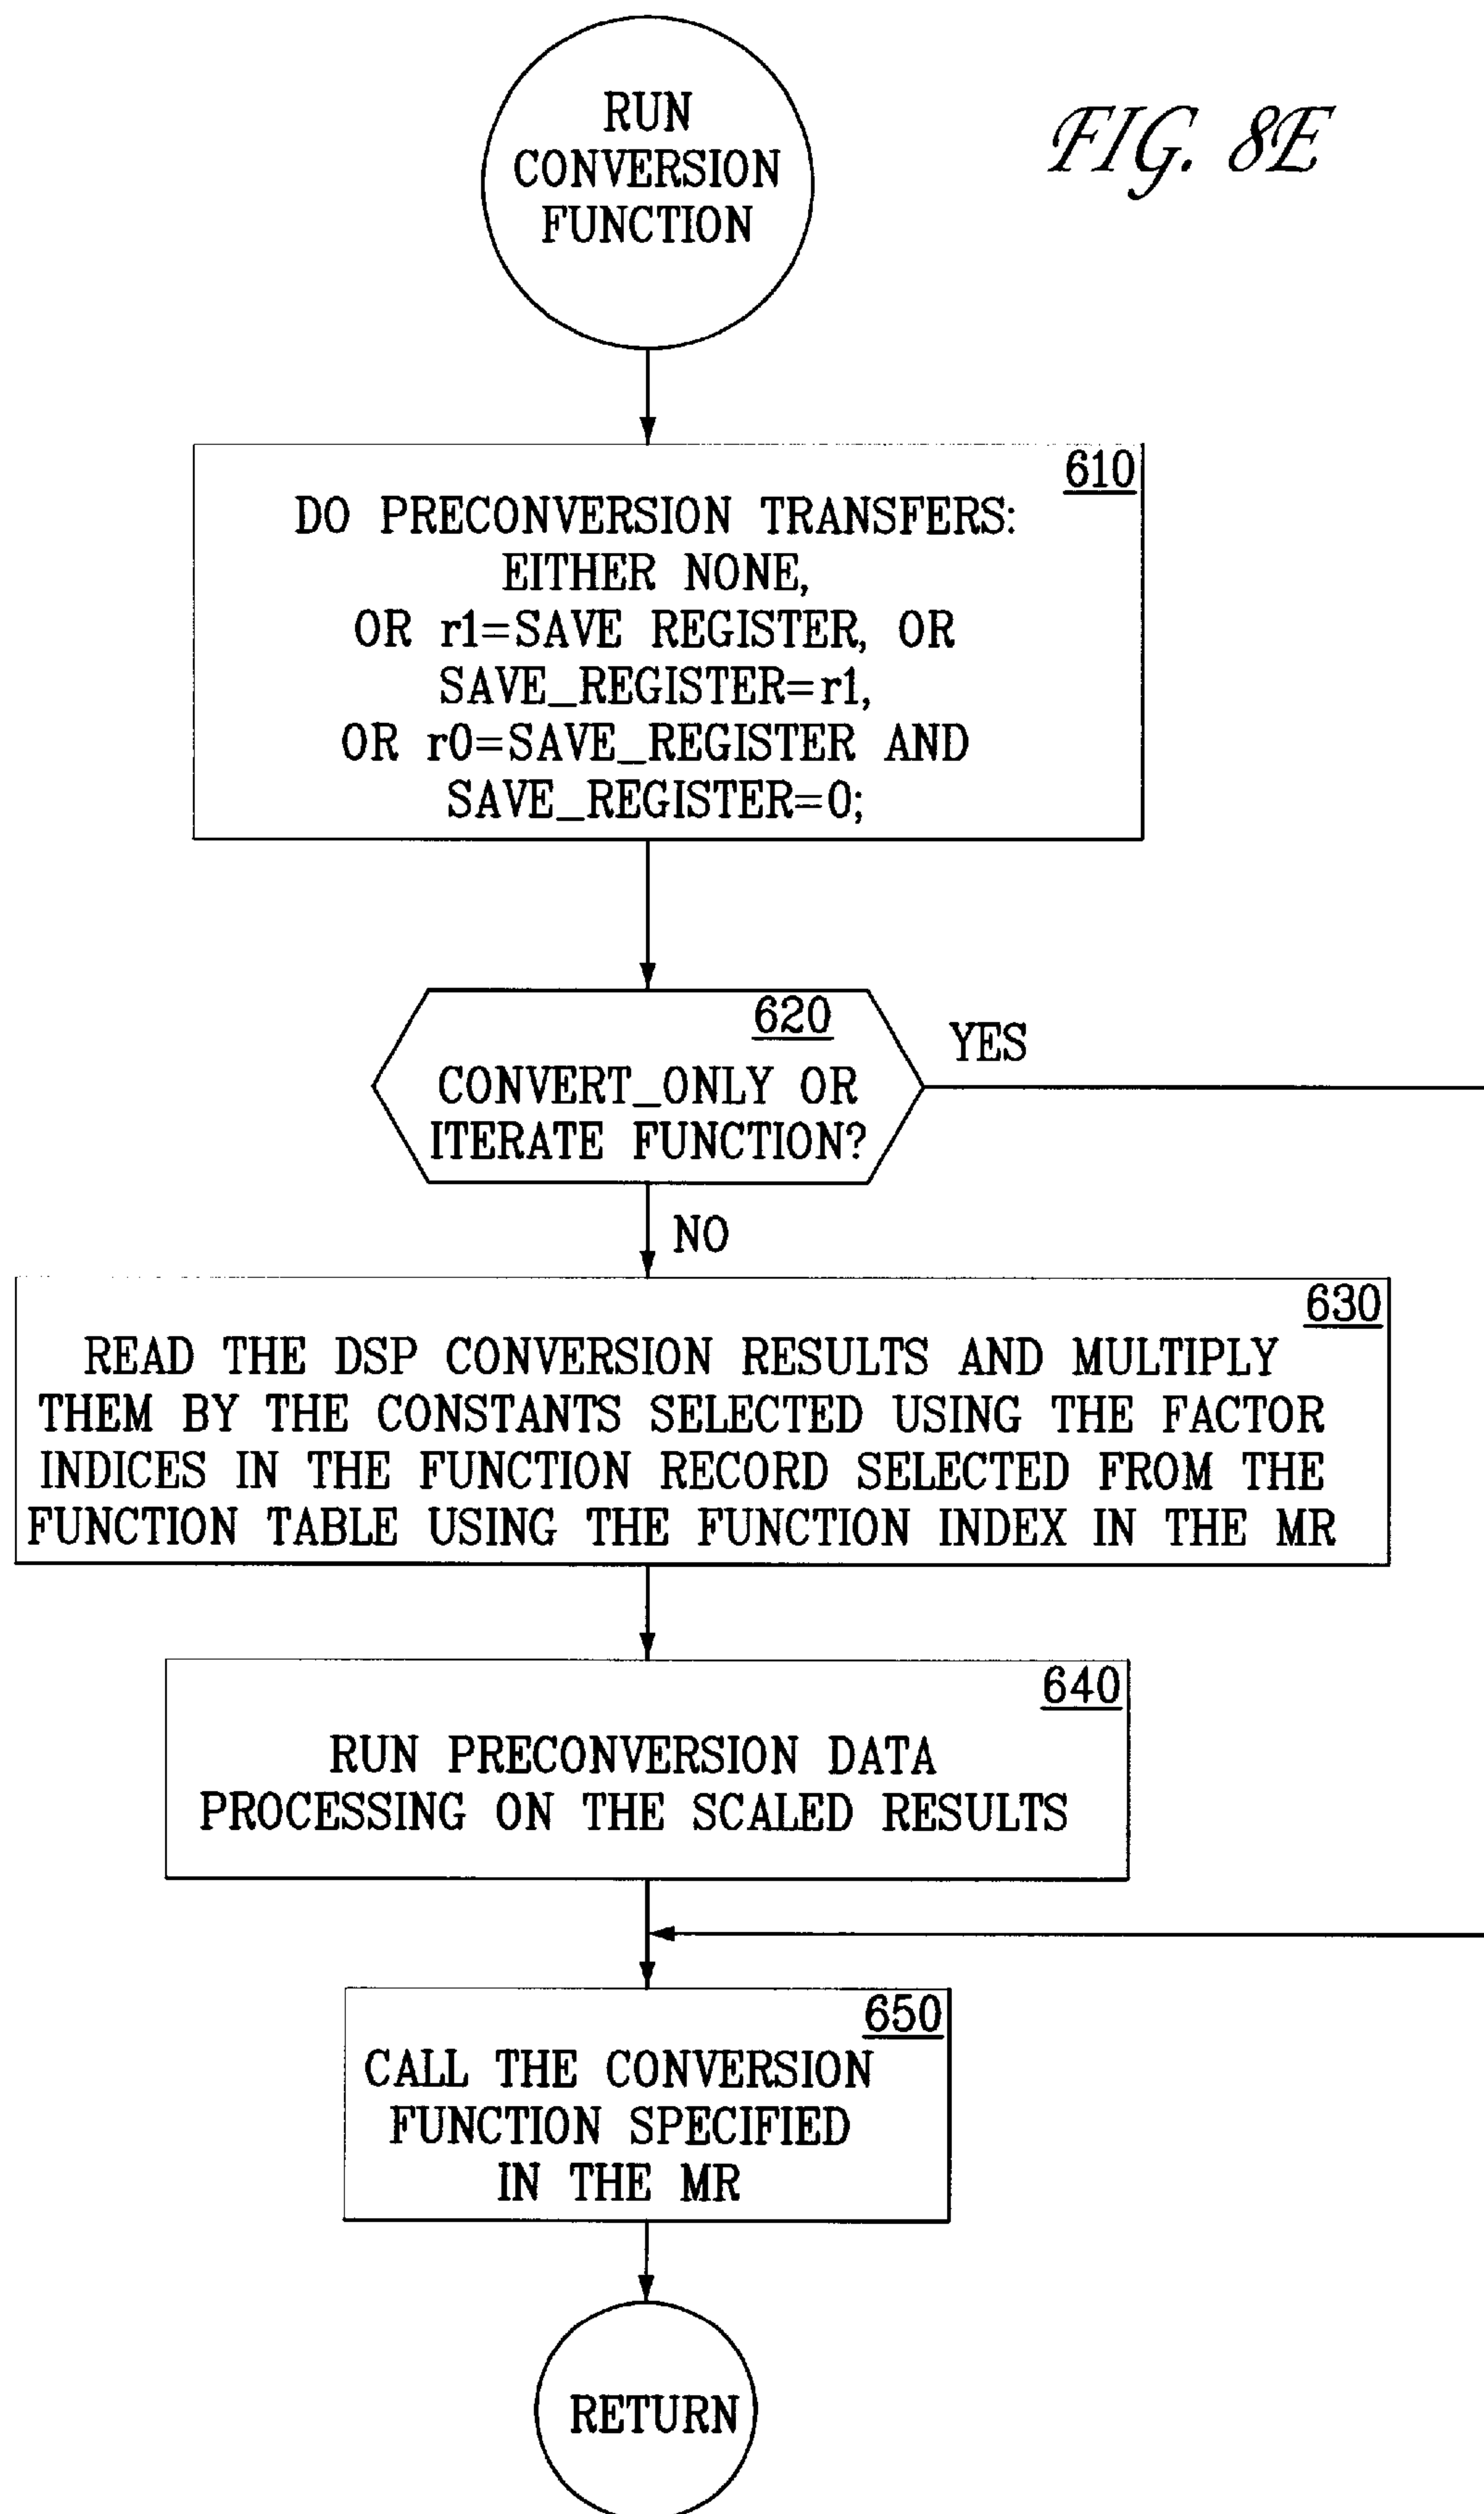 RUN
CONVERSION
FUNCTION
FIG. 8E
610
DO PRECONVERSION TRANSFERS:
EITHER NONE,
OR r1=SAVE REGISTER, OR
SAVE_REGISTER=r1,
OR r0=SAVE_REGISTER AND
SAVE_REGISTER=0;
620
CONVERT_ONLY OR
ITERATE FUNCTION?
YES
NO
630
READ THE DSP CONVERSION RESULTS AND MULTIPLY
THEM BY THE CONSTANTS SELECTED USING THE FACTOR
INDICES IN THE FUNCTION RECORD SELECTED FROM THE
FUNCTION TABLE USING THE FUNCTION INDEX IN THE MR
640
RUN PRECONVERSION DATA
PROCESSING ON THE SCALED RESULTS
650
CALL THE CONVERSION
FUNCTION SPECIFIED
IN THE MR
RETURN